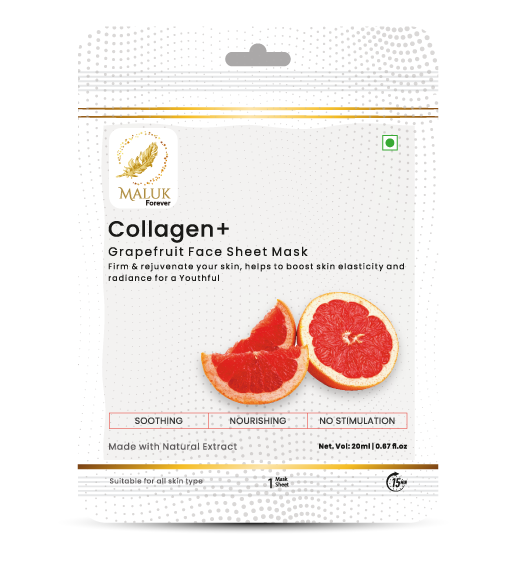 MALUK
Forever
Collagen+
Grapefruit Face Sheet Mask
Firm & rejuvenate your skin, helps to boost skin elasticity and
radiance for a Youthful
SOOTHING NOURISHING NO STIMULATION
Made with Natural Extract Net. Vol: 20ml | 0.67 fl.oz
Suitable for all skin type 1 Mask Sheet 15